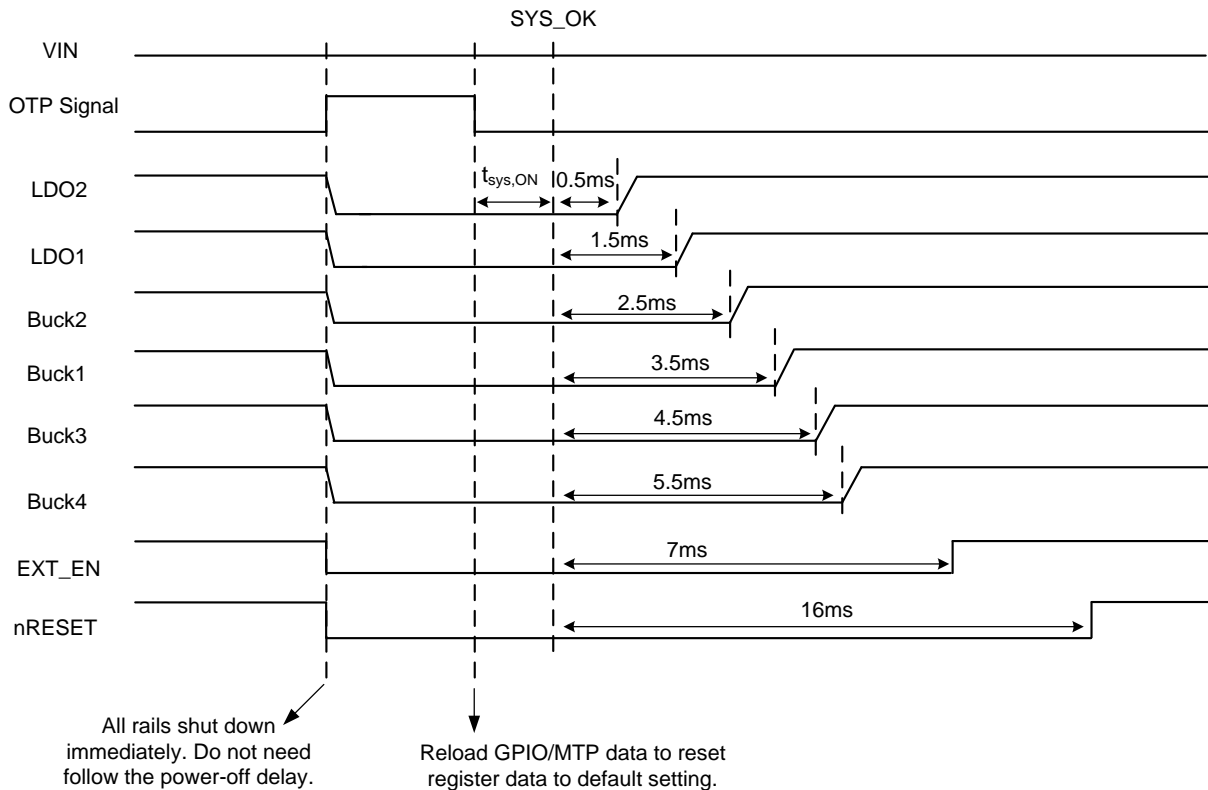 SYS_OK
VIN
OTP Signal
LDO2
tsys,ON
0.5ms
LDO1
1.5ms
Buck2
2.5ms
Buck1
3.5ms
Buck3
4.5ms
Buck4
5.5ms
EXT_EN
7ms
nRESET
16ms
All rails shut down
immediately. Do not need
follow the power-off delay.
Reload GPIO/MTP data to reset
register data to default setting.